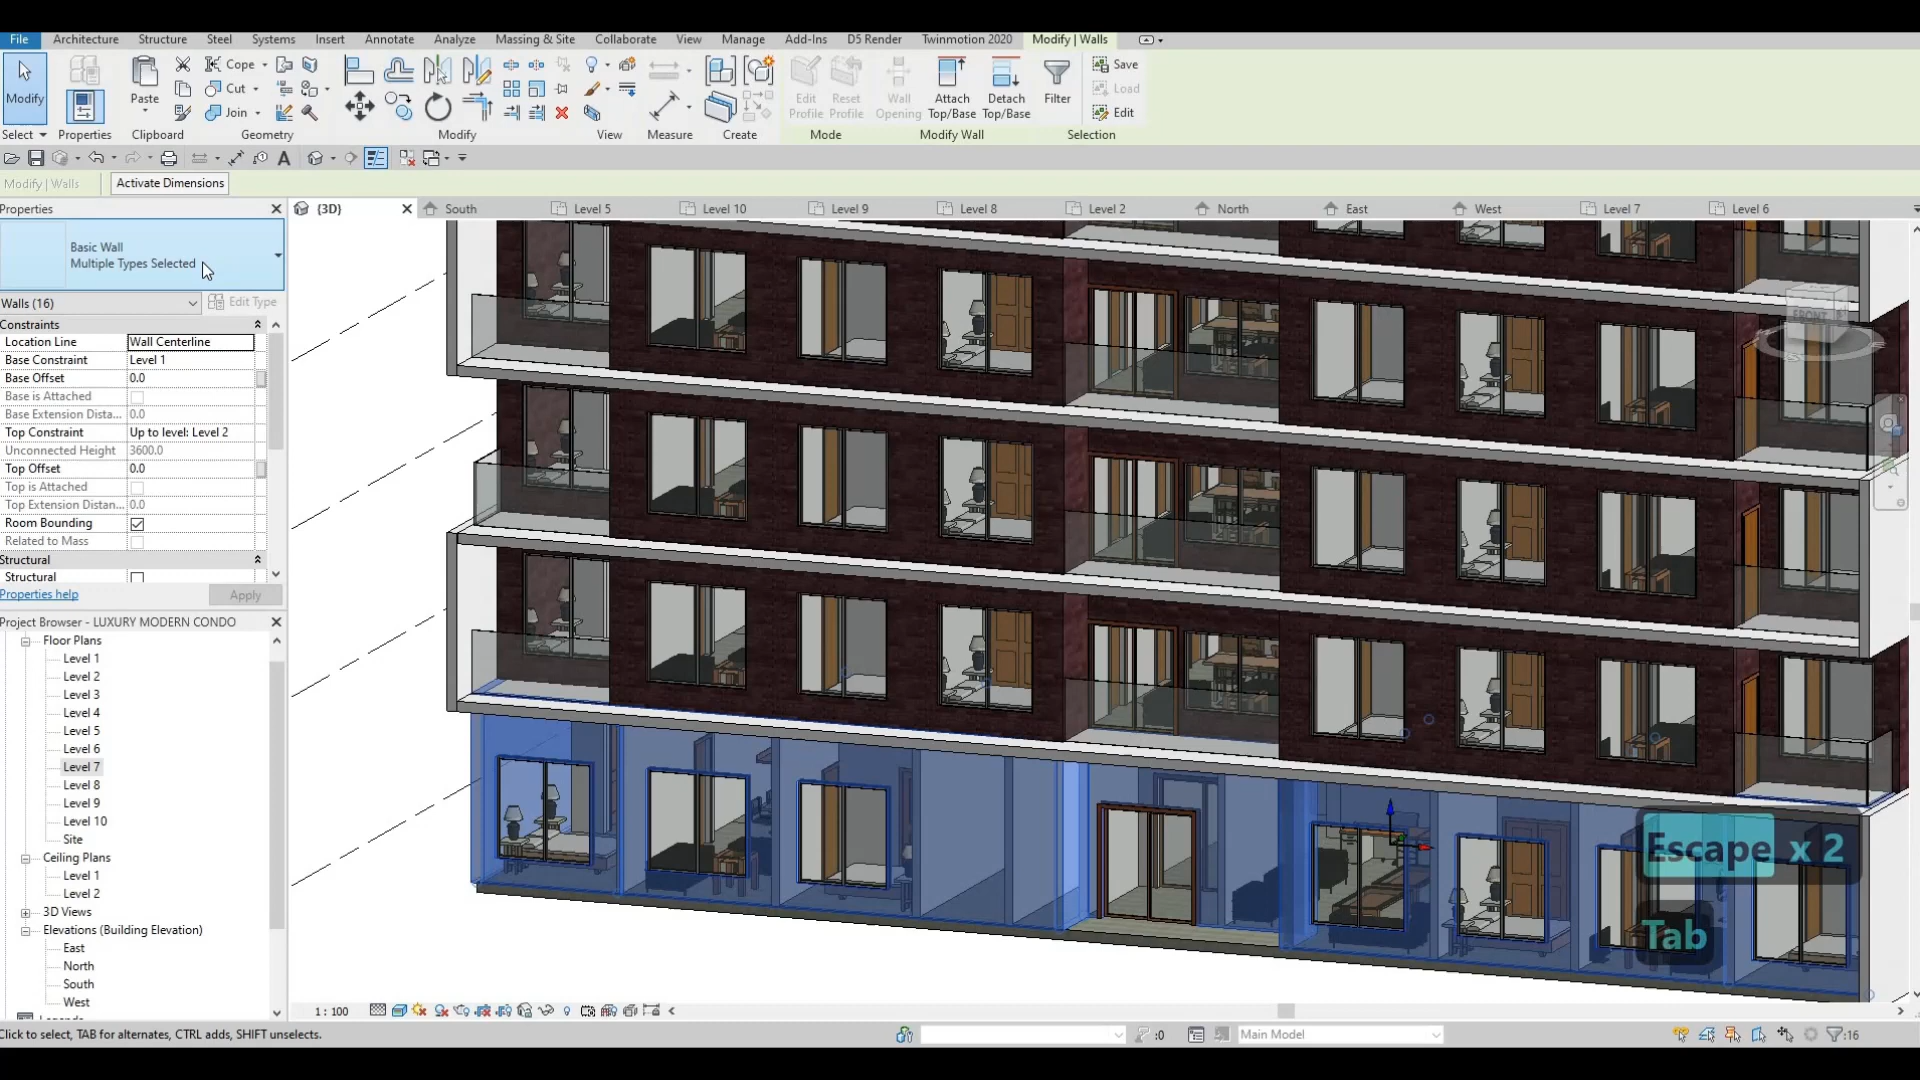 File Architecture Structure Steel Systems Insert Annotate Analyze Massing & Site Collaborate View Manage Add-Ins D5 Render Twinmotion 2020 Modify | Walls
Modify
Select
Properties
Paste
Clipboard
Cope
Cut
Join
Geometry
Modify
View
Measure
Create
Edit Profile
Reset Profile
Mode
Wall Opening
Attach Top/Base
Detach Top/Base
Modify Wall
Filter
Save
Load
Edit
Selection
Modify | Walls Activate Dimensions
Properties
{3D} South Level 5 Level 10 Level 9 Level 8 Level 2 North East West Level 7 Level 6
Basic Wall
Multiple Types Selected
Walls (16) Edit Type
Constraints
Location Line Wall Centerline
Base Constraint Level 1
Base Offset 0.0
Base is Attached
Base Extension Dista... 0.0
Top Constraint Up to level: Level 2
Unconnected Height 3600.0
Top Offset 0.0
Top is Attached
Top Extension Distan... 0.0
Room Bounding
Related to Mass
Structural
Structural
Properties help Apply
Project Browser - LUXURY MODERN CONDO
Floor Plans
Level 1
Level 2
Level 3
Level 4
Level 5
Level 6
Level 7
Level 8
Level 9
Level 10
Site
Ceiling Plans
Level 1
Level 2
3D Views
Elevations (Building Elevation)
East
North
South
West
FRONT
Escape x 2
Tab
1 : 100
Click to select, TAB for alternates, CTRL adds, SHIFT unselects.
:0
Main Model
:16